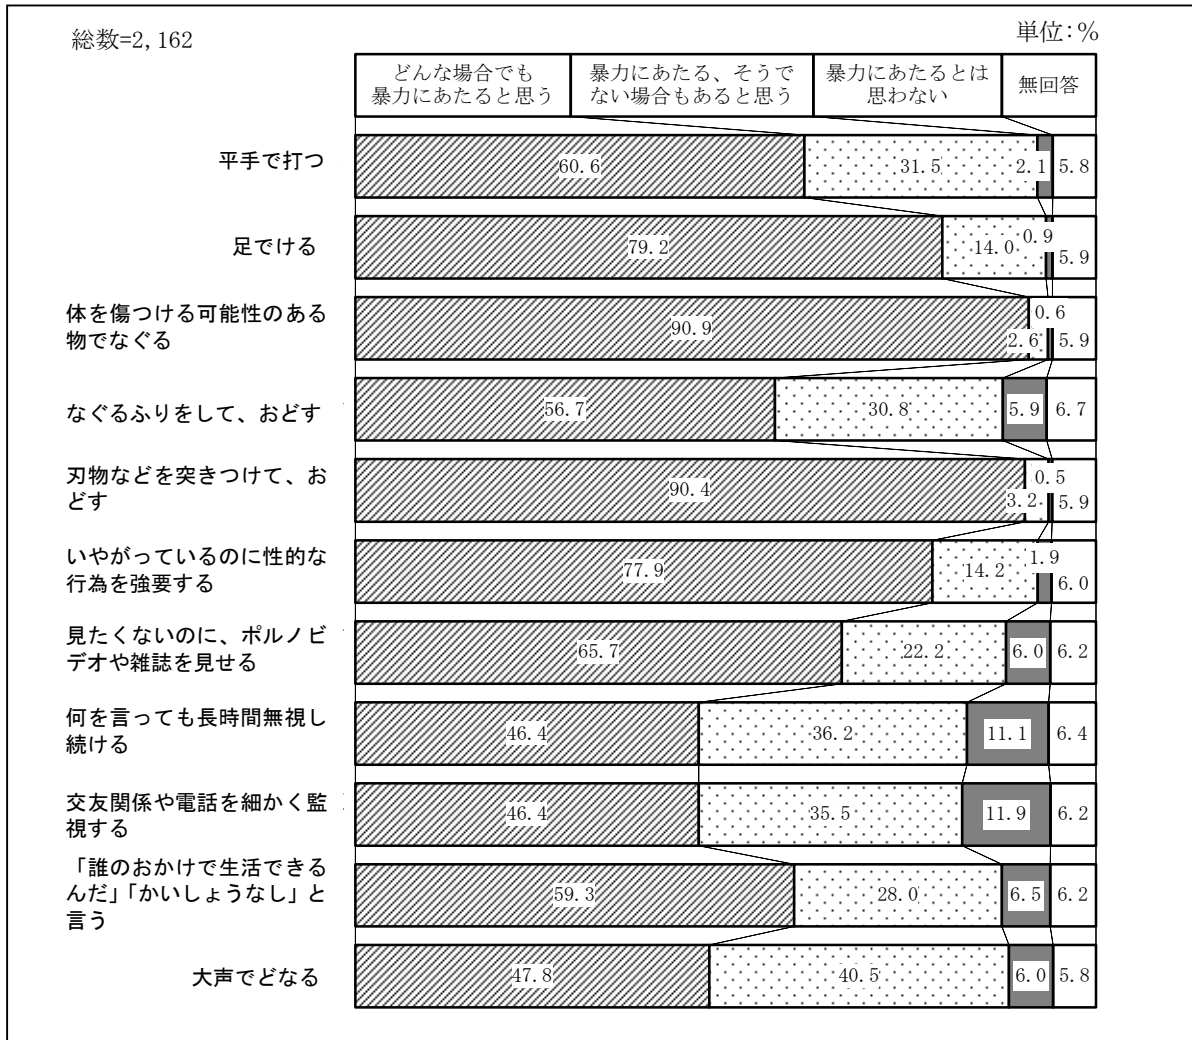 総数=2,162
単位:%
どんな場合でも
暴力にあたると思う
暴力にあたる、そうで
ない場合もあると思う
暴力にあたるとは
思わない
無回答
平手で打つ
60.6 31.5 2.1 5.8
足でける
79.2 14.0 0.9 5.9
体を傷つける可能性のある
物でなぐる
90.9 2.6 0.6 5.9
なぐるふりをして、おどす
56.7 30.8 5.9 6.7
刃物などを突きつけて、お
どす
90.4 3.2 0.5 5.9
いやがっているのに性的な
行為を強要する
77.9 14.2 1.9 6.0
見たくないのに、ポルノビ
デオや雑誌を見せる
65.7 22.2 6.0 6.2
何を言っても長時間無視し
続ける
46.4 36.2 11.1 6.4
交友関係や電話を細かく監
視する
46.4 35.5 11.9 6.2
「誰のおかけで生活できる
んだ」「かいしょうなし」と
言う
59.3 28.0 6.5 6.2
大声でどなる
47.8 40.5 6.0 5.8